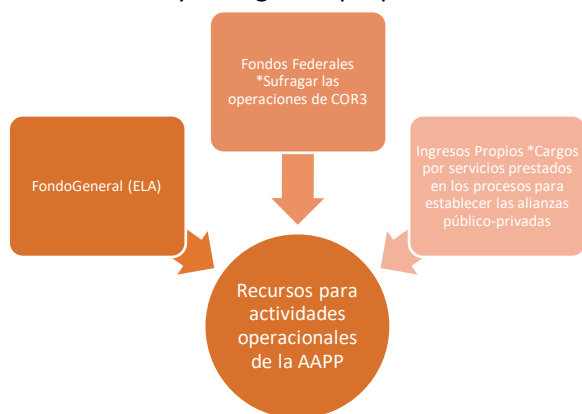 Fondos Federales
*Sufragar las
operaciones de COR3
FondoGeneral (ELA)
Ingresos Propios *Cargos
por servicios prestados
en los procesos para
establecer las alianzas
público-privadas
Recursos para
actividades
operacionales
de la AAPP